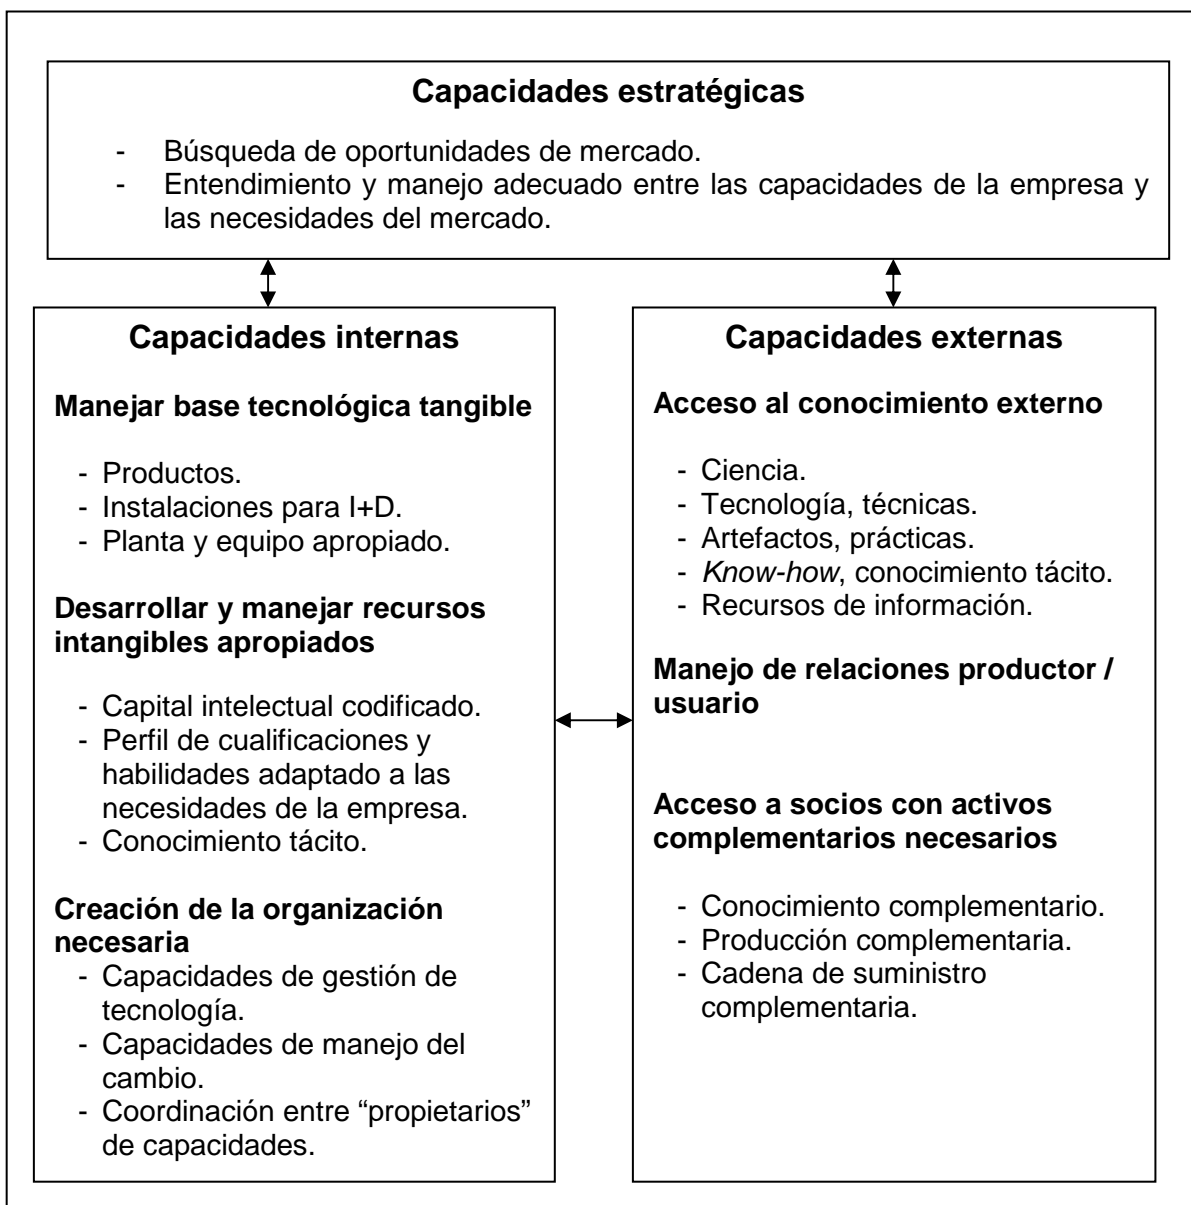 Capacidades estratégicas
- Búsqueda de oportunidades de mercado.
- Entendimiento y manejo adecuado entre las capacidades de la empresa y
las necesidades del mercado.
Capacidades internas
Manejar base tecnológica tangible
- Productos.
- Instalaciones para I+D.
- Planta y equipo apropiado.
Desarrollar y manejar recursos
intangibles apropiados
- Capital intelectual codificado.
- Perfil de cualificaciones y
habilidades adaptado a las
necesidades de la empresa.
- Conocimiento tácito.
Creación de la organización
necesaria
- Capacidades de gestión de
tecnología.
- Capacidades de manejo del
cambio.
- Coordinación entre “propietarios”
de capacidades.
Capacidades externas
Acceso al conocimiento externo
- Ciencia.
- Tecnología, técnicas.
- Artefactos, prácticas.
- Know-how, conocimiento tácito.
- Recursos de información.
Manejo de relaciones productor /
usuario
Acceso a socios con activos
complementarios necesarios
- Conocimiento complementario.
- Producción complementaria.
- Cadena de suministro
complementaria.